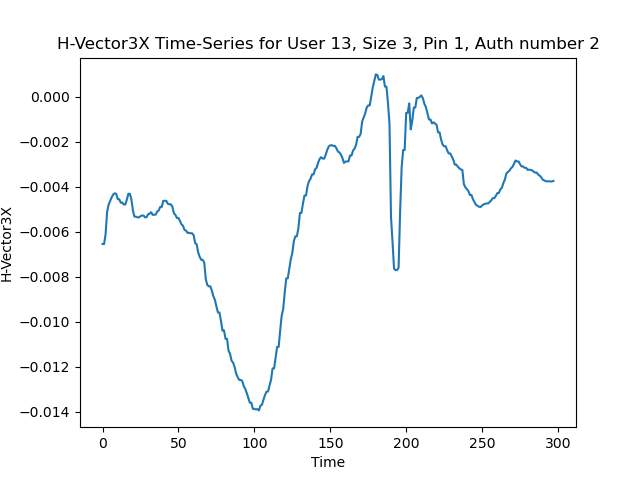 H-Vector3X Time-Series for User 13, Size 3, Pin 1, Auth number 2
H-Vector3X
0.000
−0.002
−0.004
−0.006
−0.008
−0.010
−0.012
−0.014
0 50 100 150 200 250 300
Time